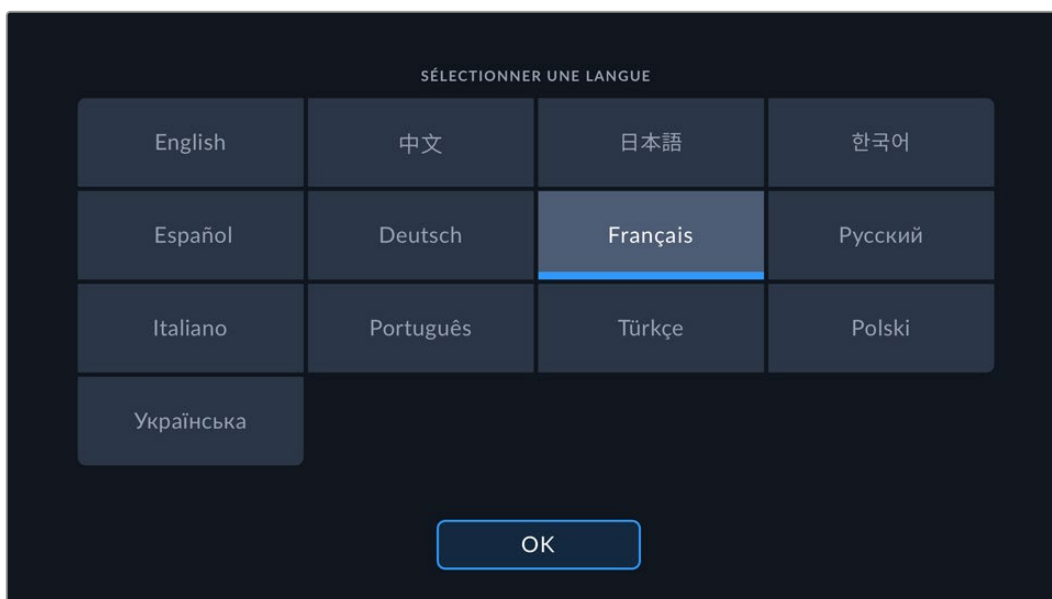 SÉLECTIONNER UNE LANGUE
English
中文
日本語
한국어
Español
Deutsch
Français
Русский
Italiano
Português
Türkçe
Polski
Українська
OK